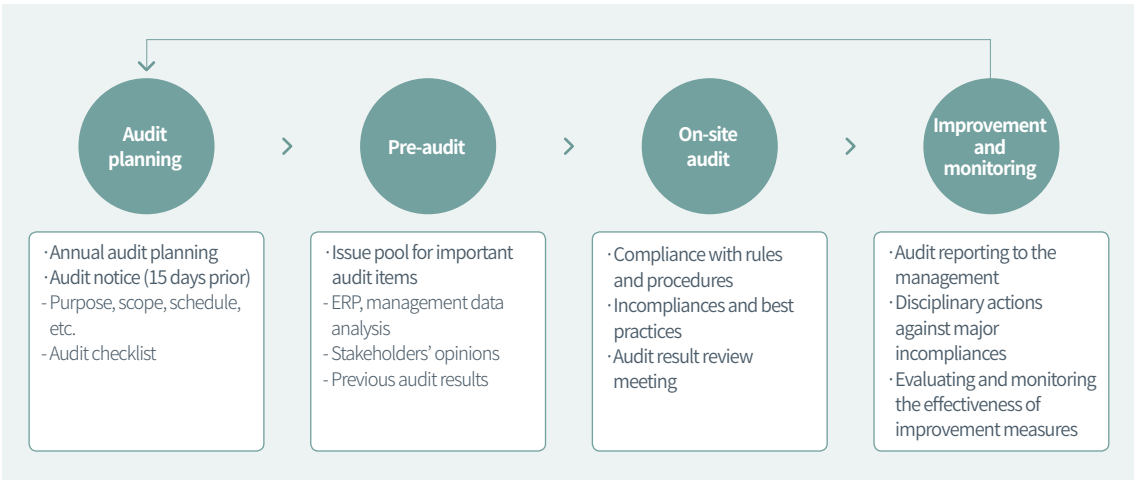 Audit
planning
Pre-audit
On-site
audit
Improvement
and
monitoring
·Annual audit planning
·Audit notice (15 days prior)
- Purpose, scope, schedule,
etc.
- Audit checklist
·Issue pool for important
audit items
- ERP, management data
analysis
- Stakeholders’ opinions
- Previous audit results
·Compliance with rules
and procedures
·Incompliances and best
practices
·Audit result review
meeting
·Audit reporting to the
management
·Disciplinary actions
against major
incompliances
·Evaluating and monitoring
the effectiveness of
improvement measures